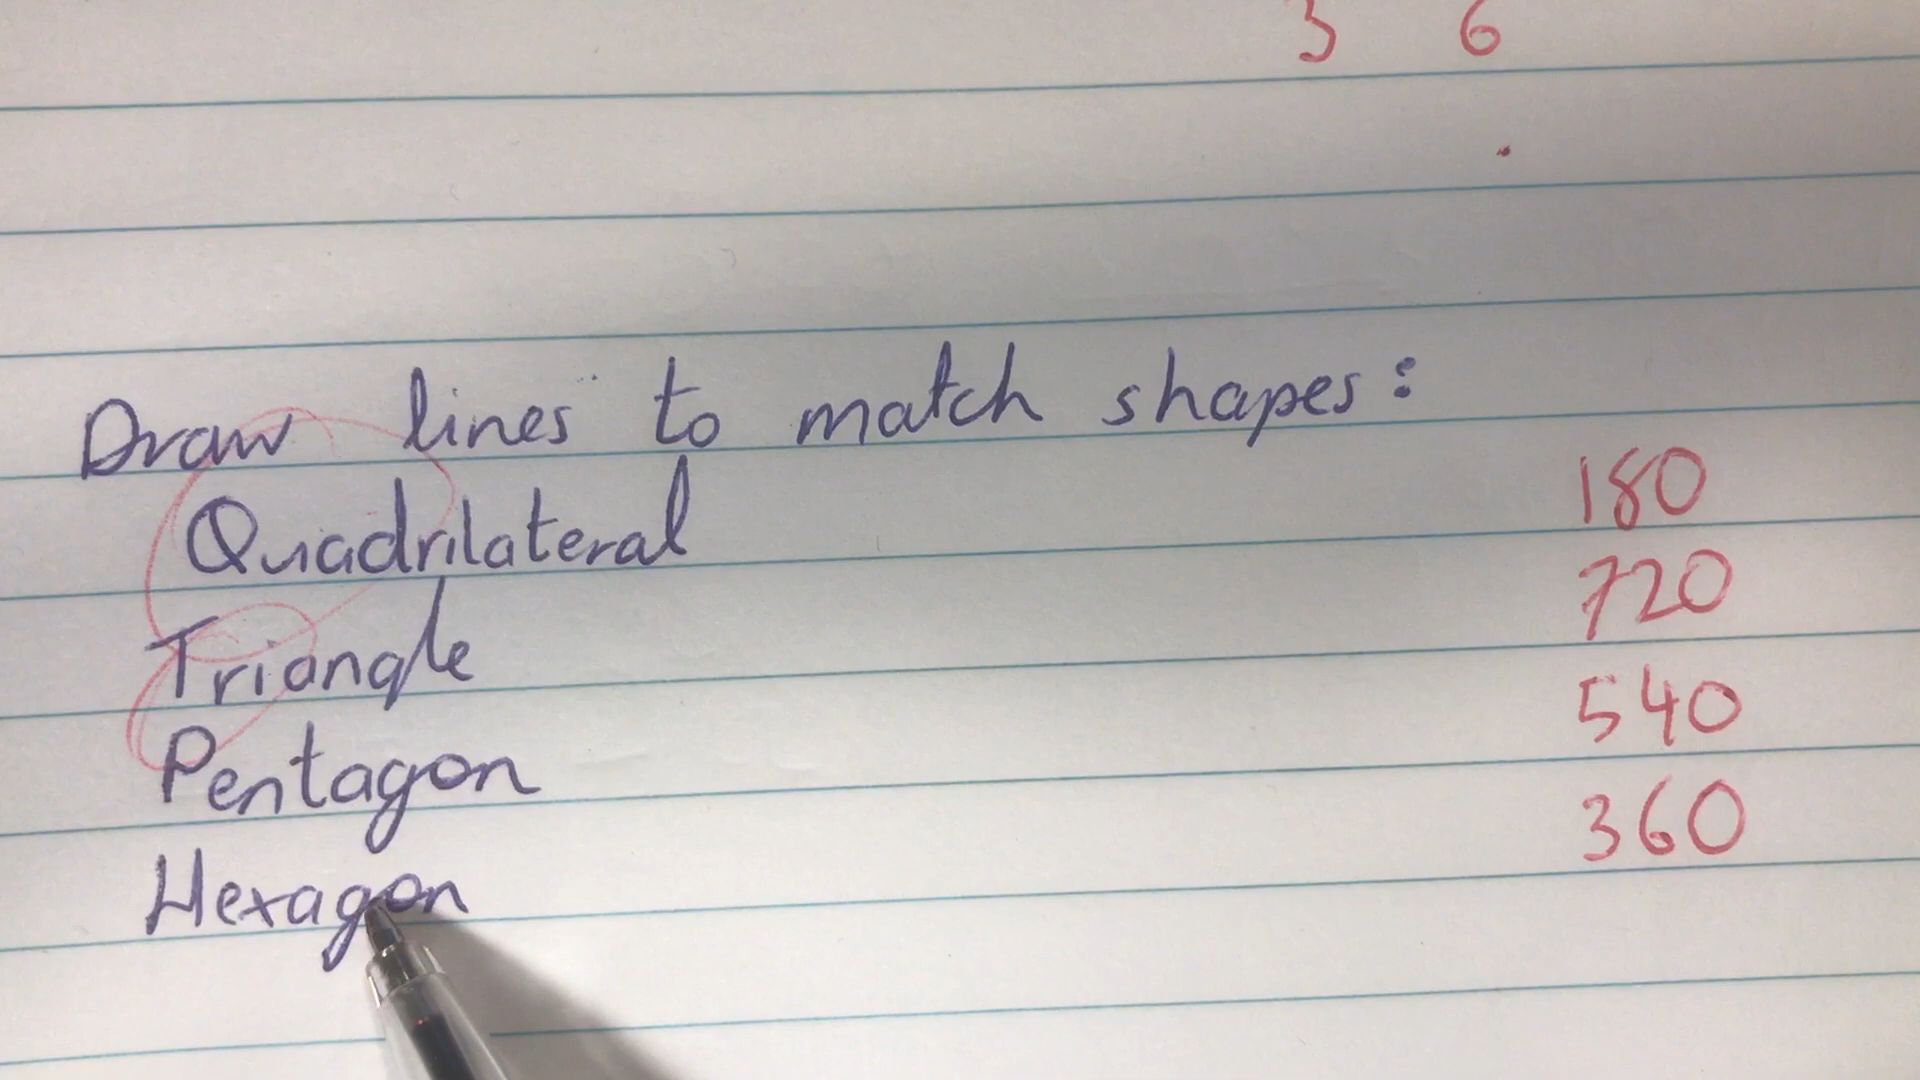 3 6
Draw lines to match shapes:
Quadrilateral 180
Triangle 720
Pentagon 540
Hexagon 360